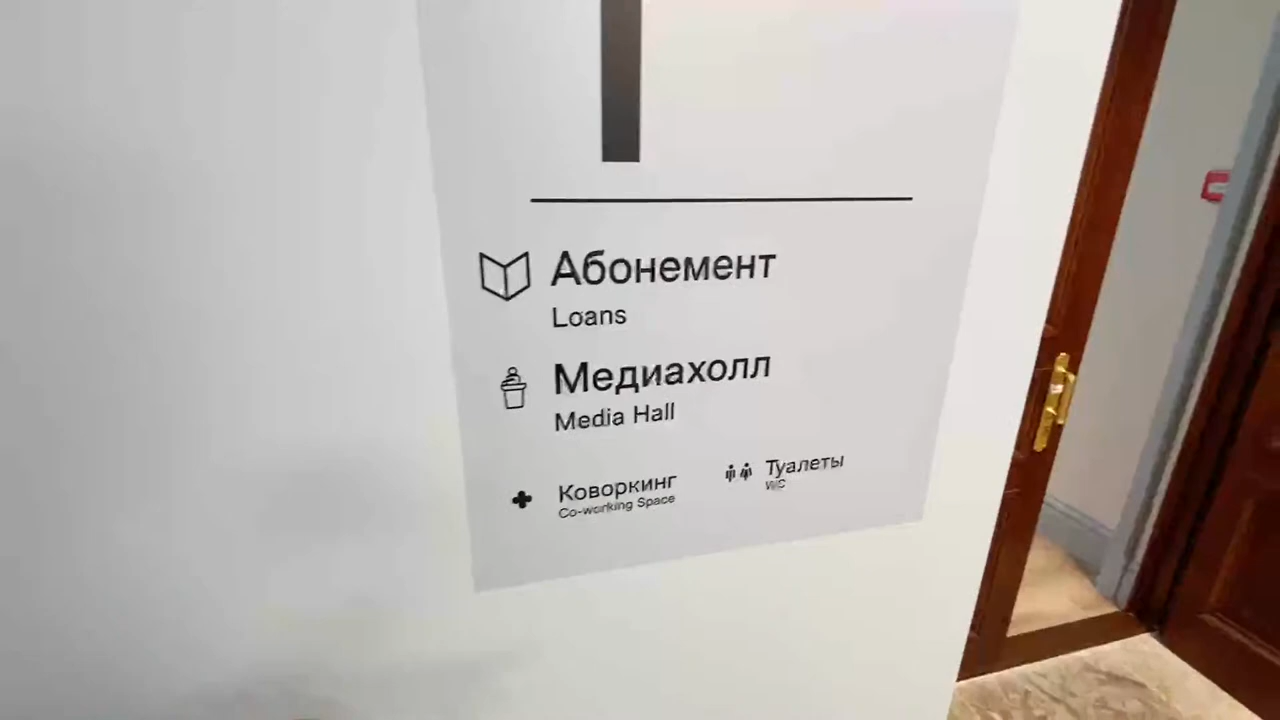 Абонемент
Loans
Медиахолл
Media Hall
Коворкинг
Co-working Space
Туалеты
WC